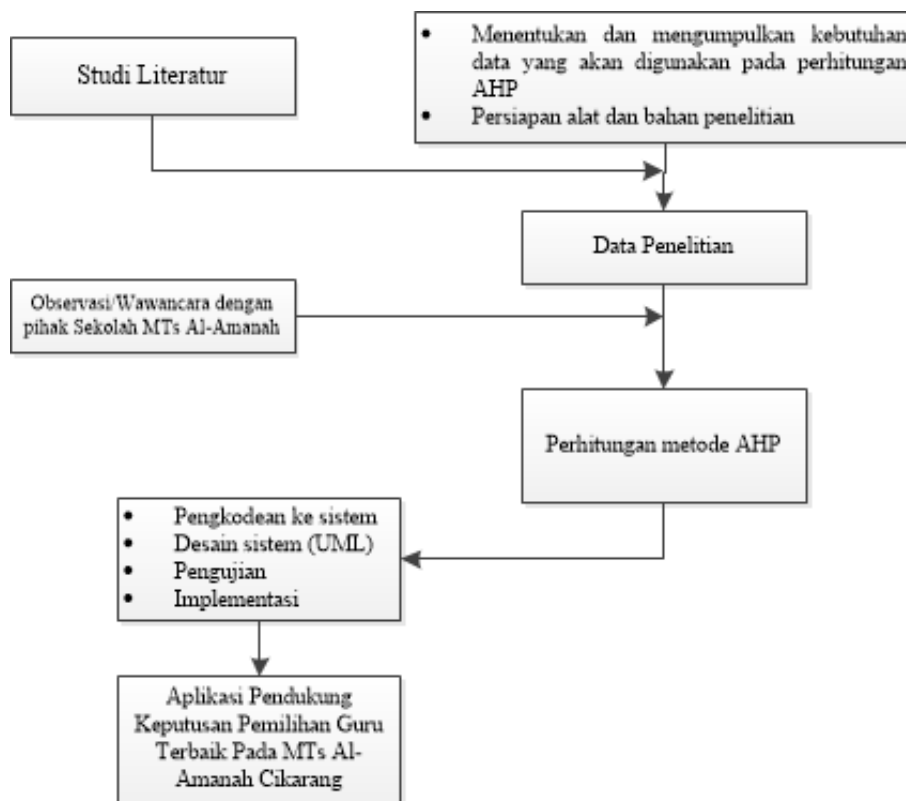 Studi Literatur
• Menentukan dan mengumpulkan kebutuhan
data yang akan digunakan pada perhitungan
AHP
• Persiapan alat dan bahan penelitian
Data Penelitian
Observasi/Wawancara dengan
pihak Sekolah MTs Al-Amanah
Perhitungan metode AHP
• Pengkodean ke sistem
• Desain sistem (UML)
• Pengujian
• Implementasi
Aplikasi Pendukung
Keputusan Pemilihan Guru
Terbaik Pada MTs Al-
Amanah Cikarang